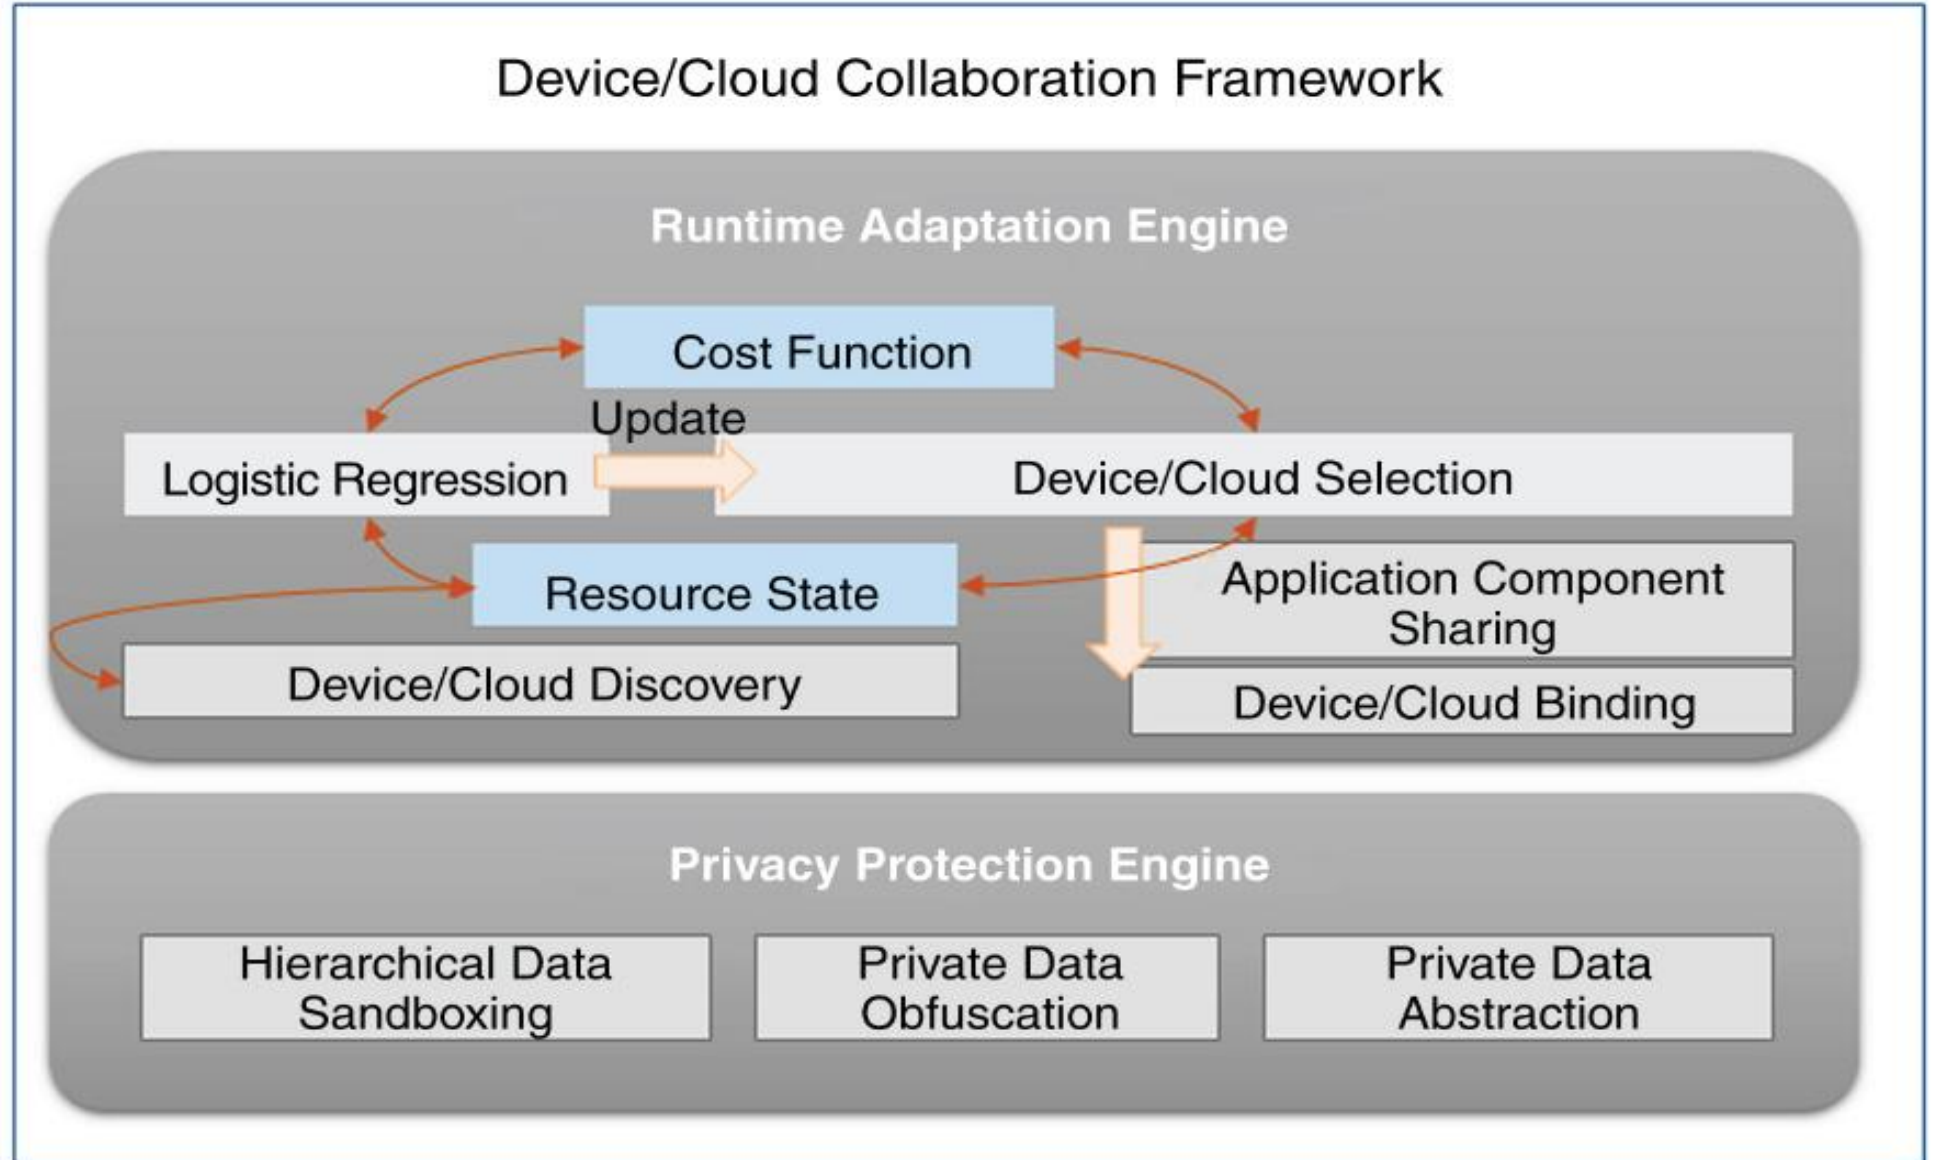 Device/Cloud Collaboration Framework
Runtime Adaptation Engine
Cost Function
Update
Logistic Regression
Device/Cloud Selection
Resource State
Application Component
Sharing
Device/Cloud Discovery
Device/Cloud Binding
Privacy Protection Engine
Hierarchical Data
Sandboxing
Private Data
Obfuscation
Private Data
Abstraction